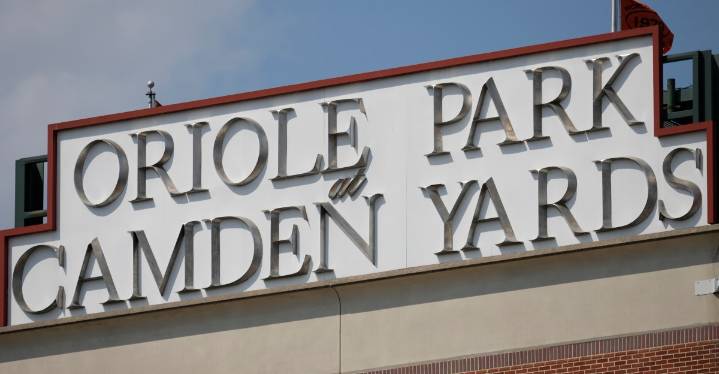 ORIOLE PARK
at
CAMDEN YARDS